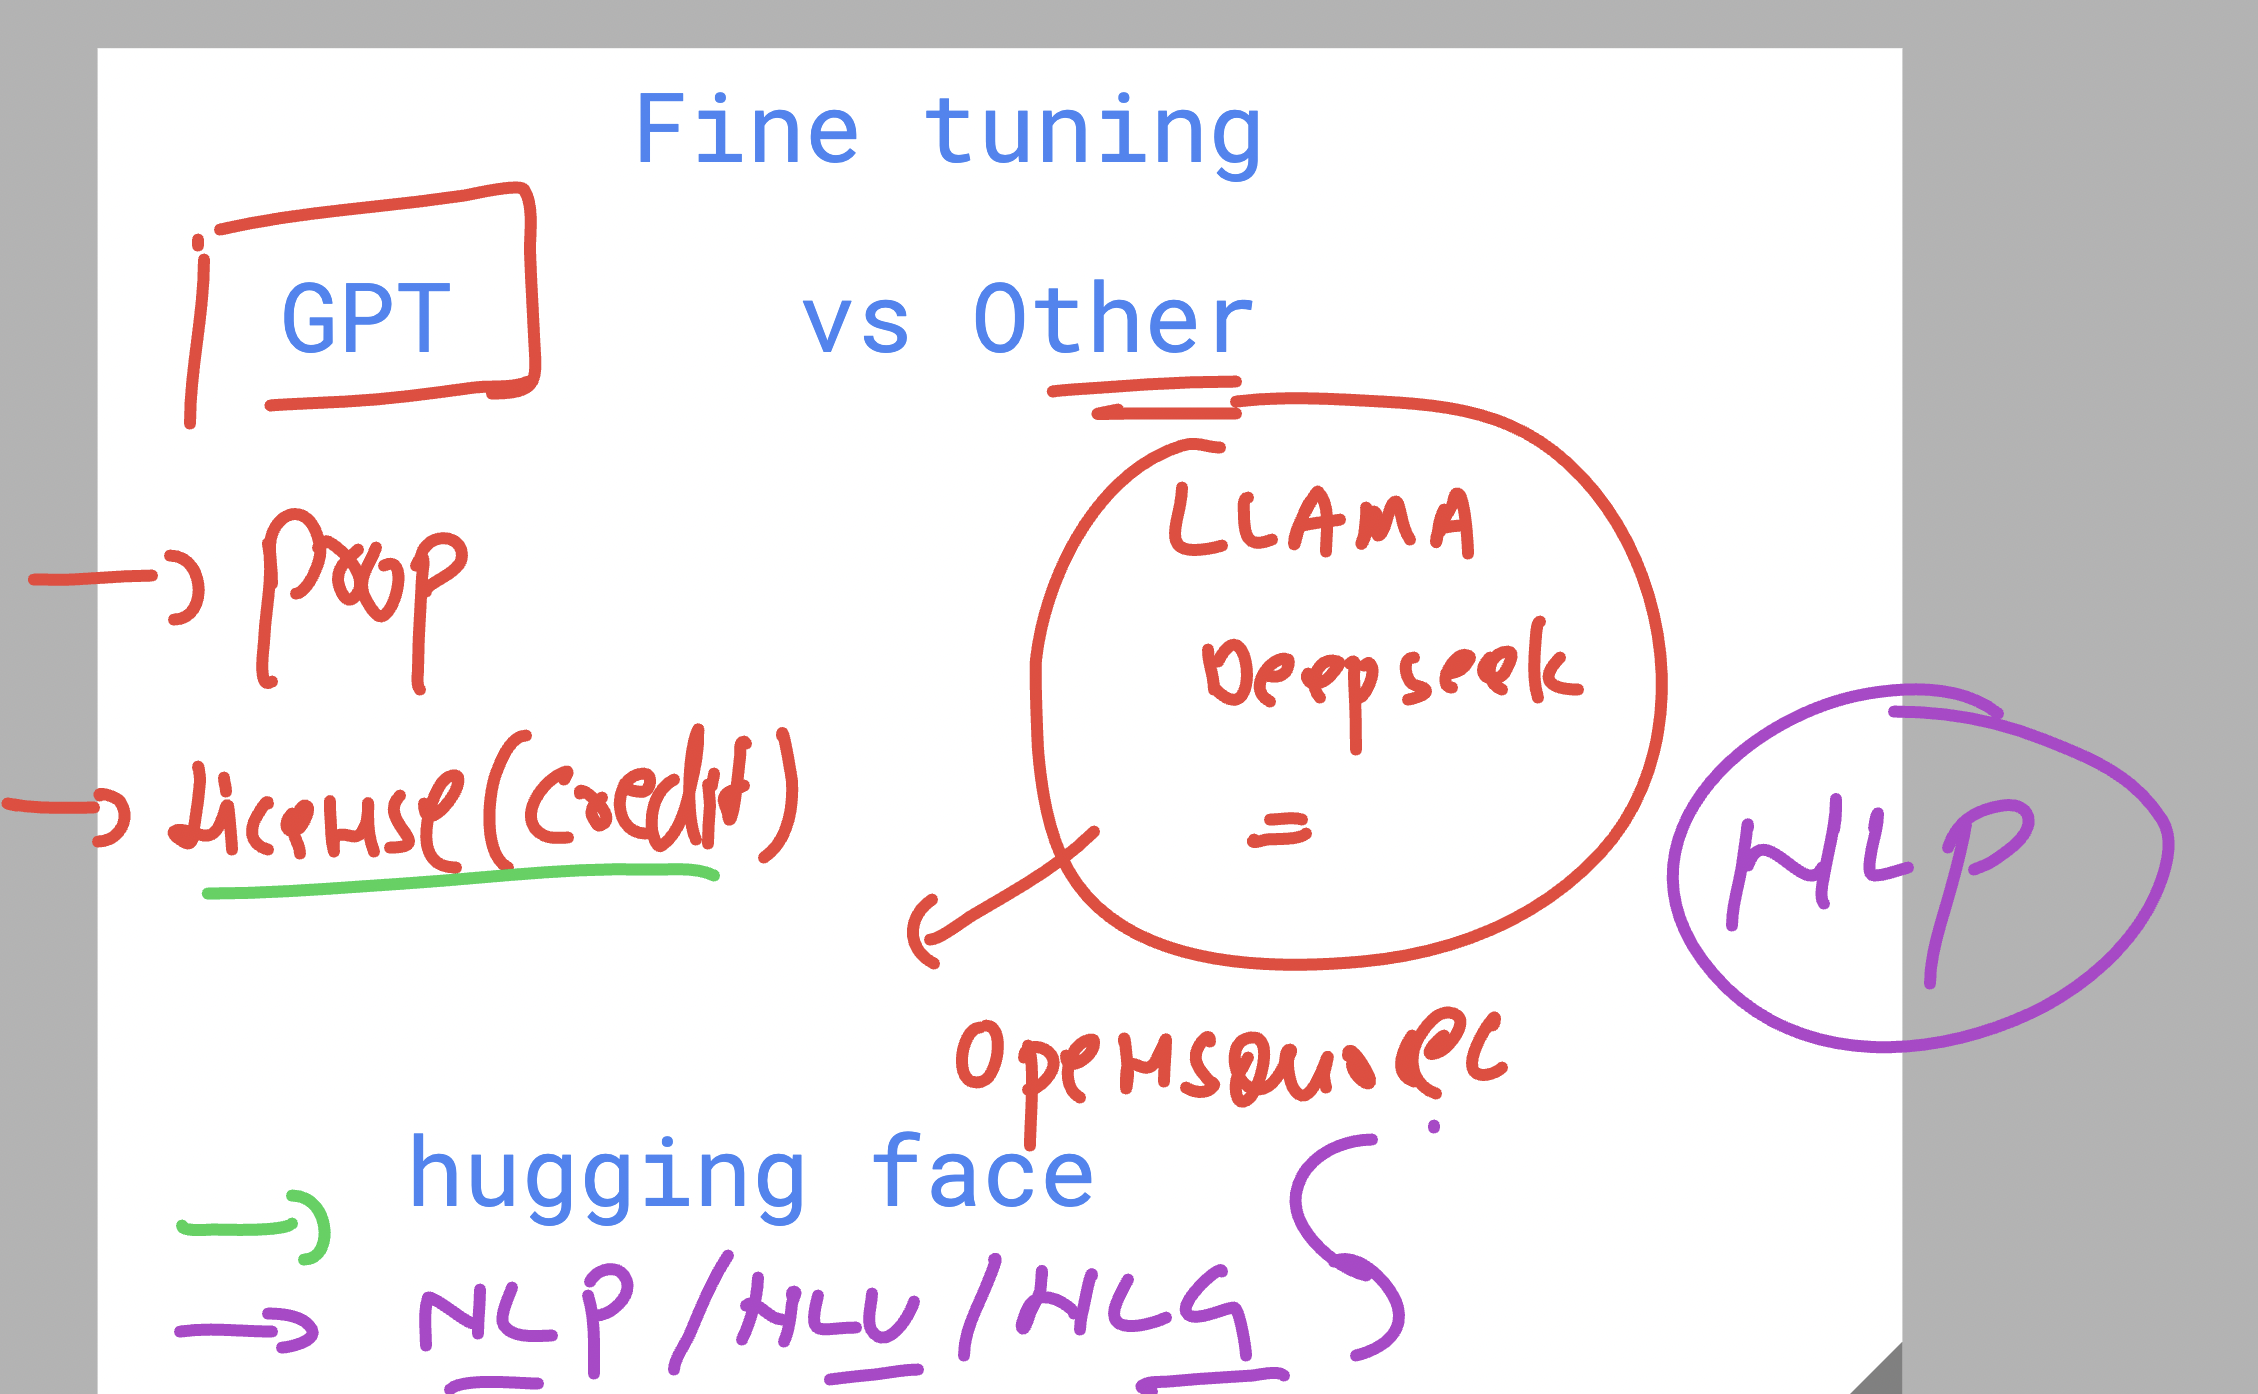 Fine tuning
GPT vs Other
LLAMA
Prop
Deepseek
License (Credit)
=
NLP
Opensource
hugging face
NLP / NLU / NLG